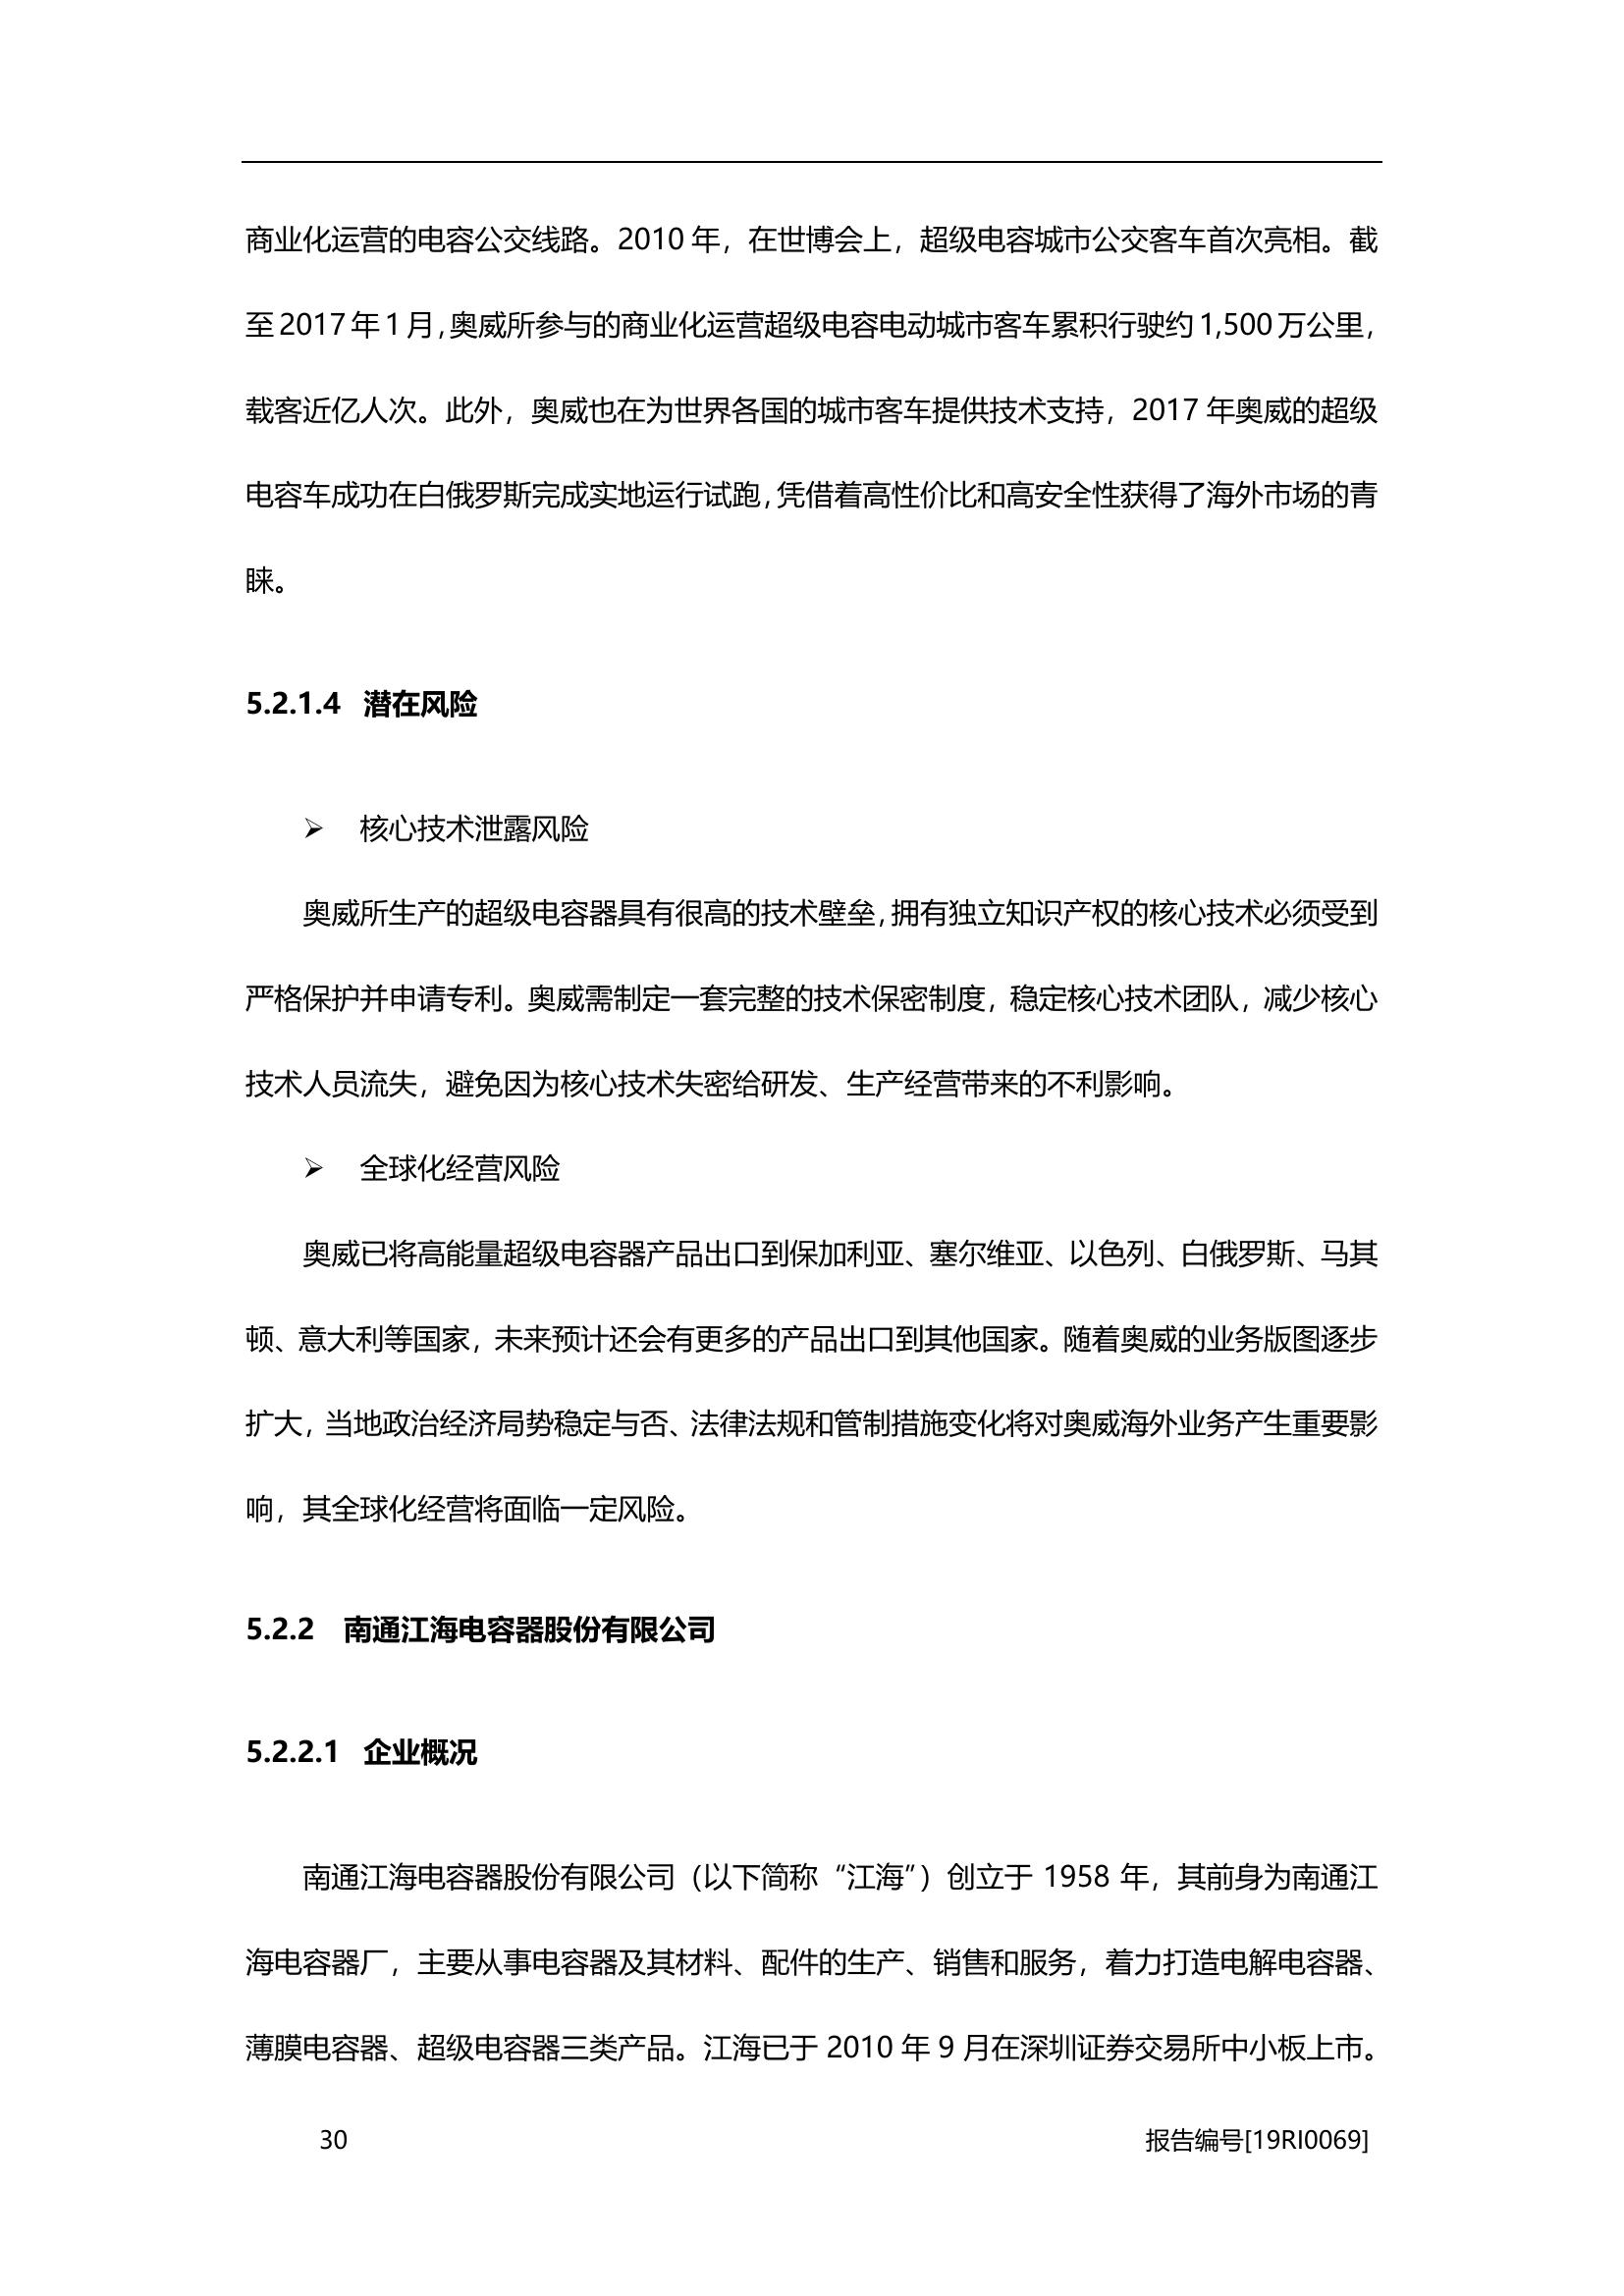 商业化运营的电容公交线路。2010 年，在世博会上，超级电容城市公交客车首次亮相。截
至 2017 年 1 月，奥威所参与的商业化运营超级电容电动城市客车累积行驶约 1,500 万公里，
载客近亿人次。此外，奥威也在为世界各国的城市客车提供技术支持，2017 年奥威的超级
电容车成功在白俄罗斯完成实地运行试跑，凭借着高性价比和高安全性获得了海外市场的青
睐。
5.2.1.4 潜在风险
➢ 核心技术泄露风险
奥威所生产的超级电容器具有很高的技术壁垒，拥有独立知识产权的核心技术必须受到
严格保护并申请专利。奥威需制定一套完整的技术保密制度，稳定核心技术团队，减少核心
技术人员流失，避免因为核心技术失密给研发、生产经营带来的不利影响。
➢ 全球化经营风险
奥威已将高能量超级电容器产品出口到保加利亚、塞尔维亚、以色列、白俄罗斯、马其
顿、意大利等国家，未来预计还会有更多的产品出口到其他国家。随着奥威的业务版图逐步
扩大，当地政治经济局势稳定与否、法律法规和管制措施变化将对奥威海外业务产生重要影
响，其全球化经营将面临一定风险。
5.2.2 南通江海电容器股份有限公司
5.2.2.1 企业概况
南通江海电容器股份有限公司（以下简称“江海”）创立于 1958 年，其前身为南通江
海电容器厂，主要从事电容器及其材料、配件的生产、销售和服务，着力打造电解电容器、
薄膜电容器、超级电容器三类产品。江海已于 2010 年 9 月在深圳证券交易所中小板上市。
30 报告编号[19RI0069]